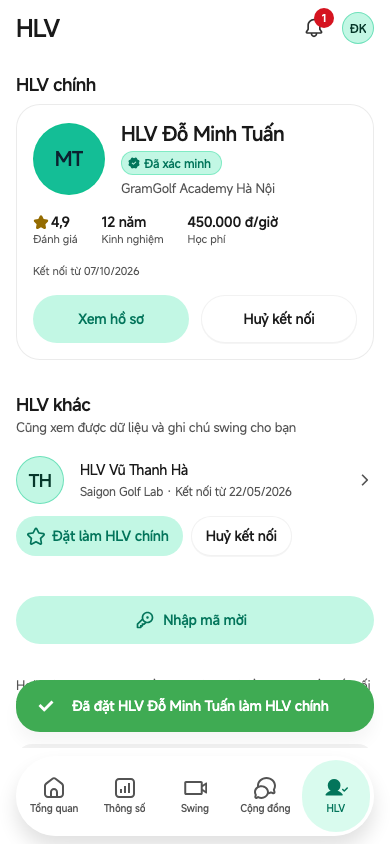 HLV
1
ĐK
HLV chính
MT
HLV Đỗ Minh Tuấn
Đã xác minh
GramGolf Academy Hà Nội
4,9
Đánh giá
12 năm
Kinh nghiệm
450.000 đ/giờ
Học phí
Kết nối từ 07/10/2026
Xem hồ sơ
Huỷ kết nối
HLV khác
Cũng xem được dữ liệu và ghi chú swing cho bạn
TH
HLV Vũ Thanh Hà
Saigon Golf Lab · Kết nối từ 22/05/2026
Đặt làm HLV chính
Huỷ kết nối
Nhập mã mới
Đã đặt HLV Đỗ Minh Tuấn làm HLV chính
Tổng quan
Thông số
Swing
Cộng đồng
HLV